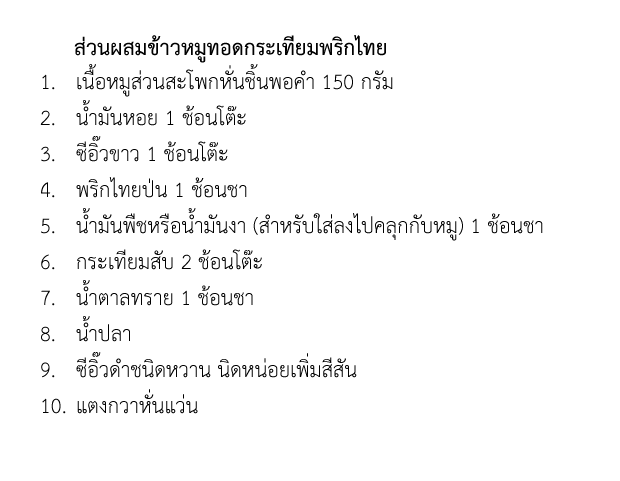 ส่วนผสมข้าวหมูทอดกระเทียมพริกไทย
1. เนื้อหมูส่วนสะโพกหั่นชิ้นพอคำ 150 กรัม
2. น้ำมันหอย 1 ช้อนโต๊ะ
3. ซีอิ๊วขาว 1 ช้อนโต๊ะ
4. พริกไทยป่น 1 ช้อนชา
5. น้ำมันพืชหรือน้ำมันงา (สำหรับใส่ลงไปคลุกกับหมู) 1 ช้อนชา
6. กระเทียมสับ 2 ช้อนโต๊ะ
7. น้ำตาลทราย 1 ช้อนชา
8. น้ำปลา
9. ซีอิ๊วดำชนิดหวาน นิดหน่อยเพิ่มสีสัน
10. แตงกวาหั่นแว่น